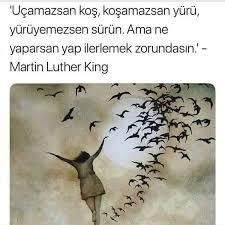 'Uçamazsan koş, koşamazsan yürü,
yürüyemezsen sürün. Ama ne
yaparsan yap ilerlemek zorundasın.' -
Martin Luther King